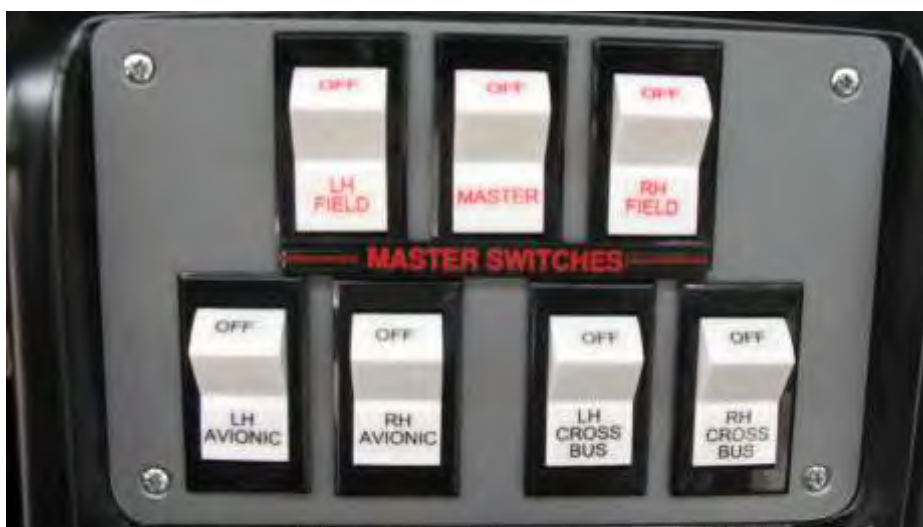 OFF
LH
FIELD
OFF
MASTER
OFF
RH
FIELD
MASTER SWITCHES
OFF
LH
AVIONIC
OFF
RH
AVIONIC
OFF
LH
CROSS
BUS
OFF
RH
CROSS
BUS